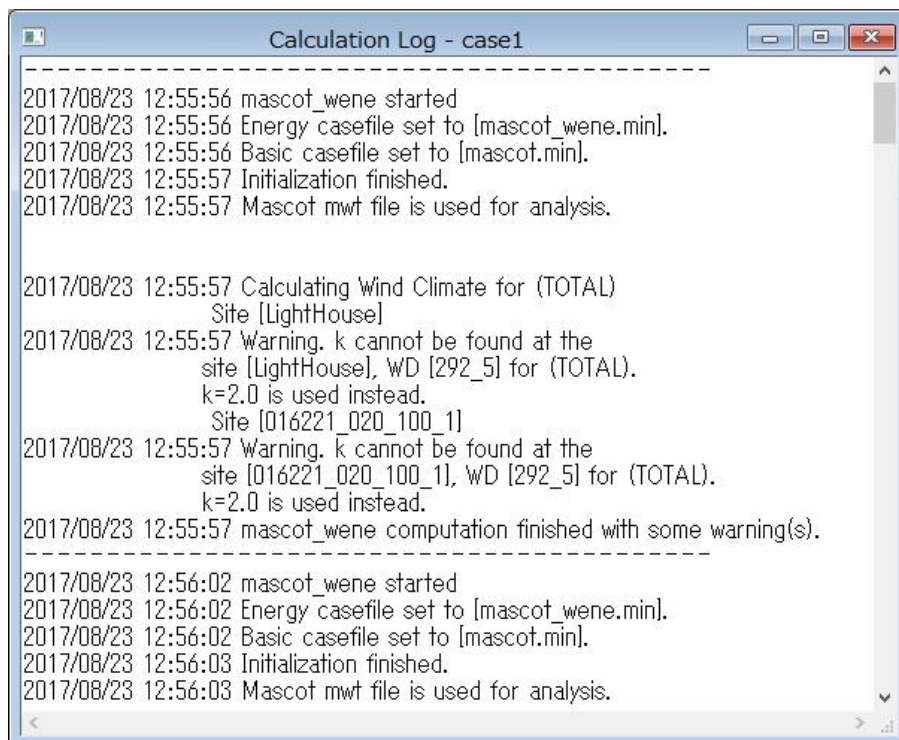 Calculation Log - case1
------------------------------------------
2017/08/23 12:55:56 mascot_wene started
2017/08/23 12:55:56 Energy casefile set to [mascot_wene.min].
2017/08/23 12:55:56 Basic casefile set to [mascot.min].
2017/08/23 12:55:57 Initialization finished.
2017/08/23 12:55:57 Mascot mwt file is used for analysis.
2017/08/23 12:55:57 Calculating Wind Climate for (TOTAL)
Site [LightHouse]
2017/08/23 12:55:57 Warning. k cannot be found at the
site [LightHouse], WD [292_5] for (TOTAL).
k=2.0 is used instead.
Site [016221_020_100_1]
2017/08/23 12:55:57 Warning. k cannot be found at the
site [016221_020_100_1], WD [292_5] for (TOTAL).
k=2.0 is used instead.
2017/08/23 12:55:57 mascot_wene computation finished with some warning(s).
------------------------------------------
2017/08/23 12:56:02 mascot_wene started
2017/08/23 12:56:02 Energy casefile set to [mascot_wene.min].
2017/08/23 12:56:02 Basic casefile set to [mascot.min].
2017/08/23 12:56:03 Initialization finished.
2017/08/23 12:56:03 Mascot mwt file is used for analysis.